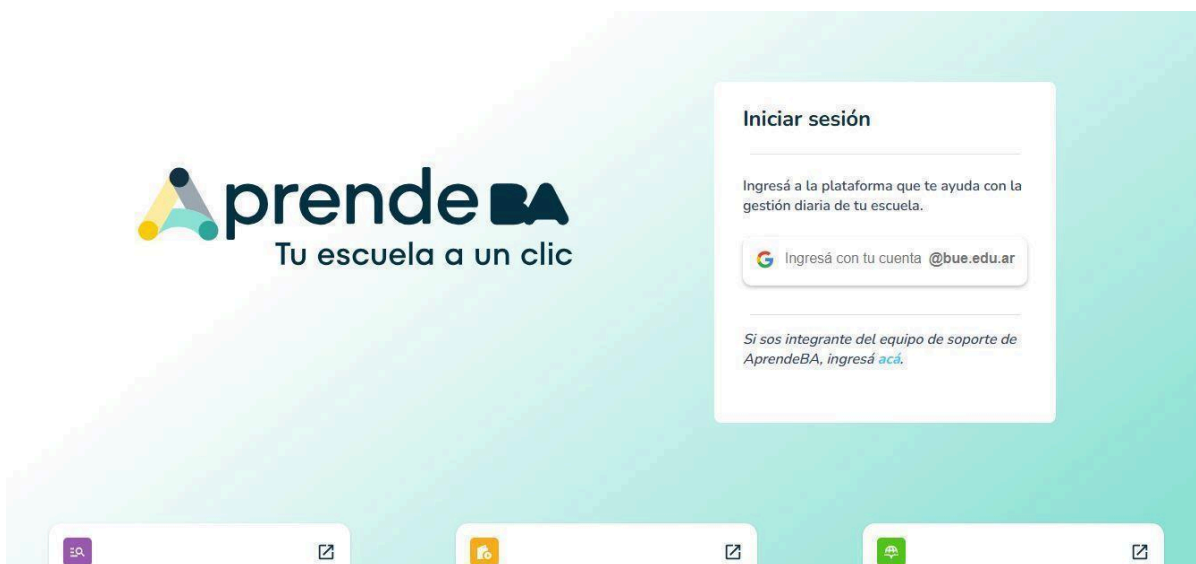 AprendeBA
Tu escuela a un clic
Iniciar sesión
Ingresá a la plataforma que te ayuda con la
gestión diaria de tu escuela.
Ingresá con tu cuenta @bue.edu.ar
Si sos integrante del equipo de soporte de
AprendeBA, ingresá acá.